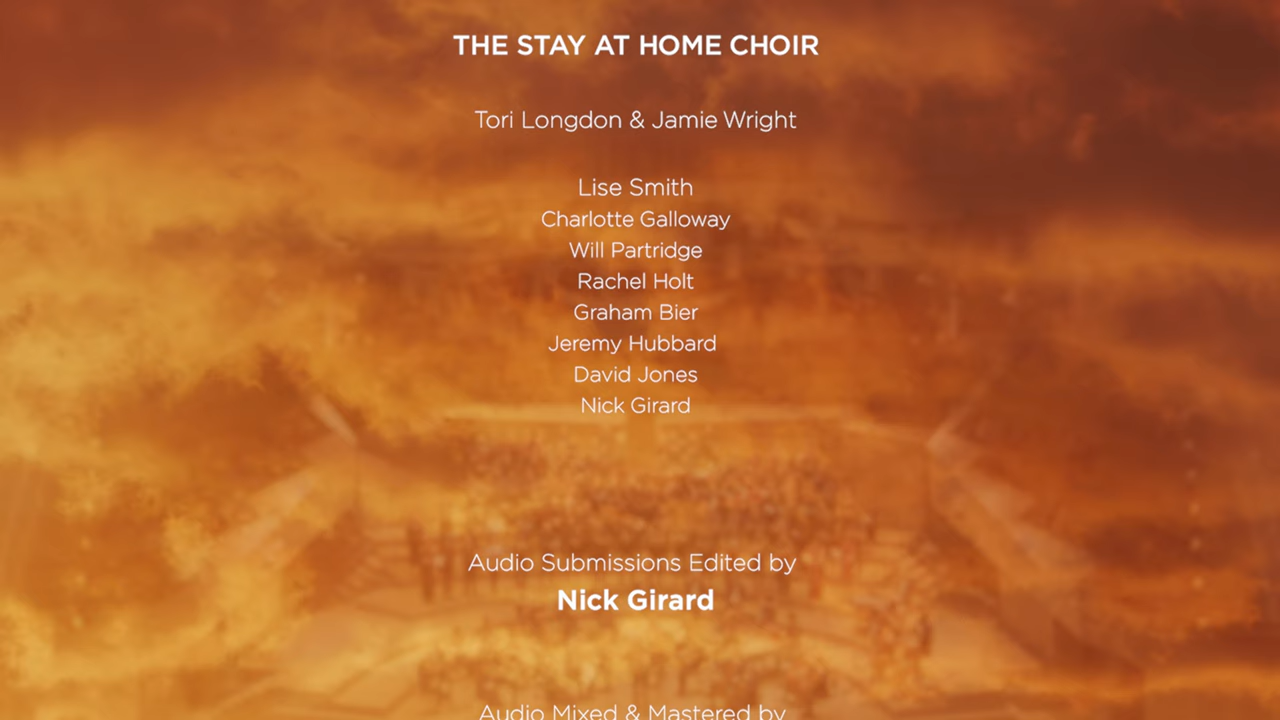 THE STAY AT HOME CHOIR
Tori Longdon & Jamie Wright
Lise Smith
Charlotte Galloway
Will Partridge
Rachel Holt
Graham Bier
Jeremy Hubbard
David Jones
Nick Girard
Audio Submissions Edited by
Nick Girard
Audio Mixed & Mastered by